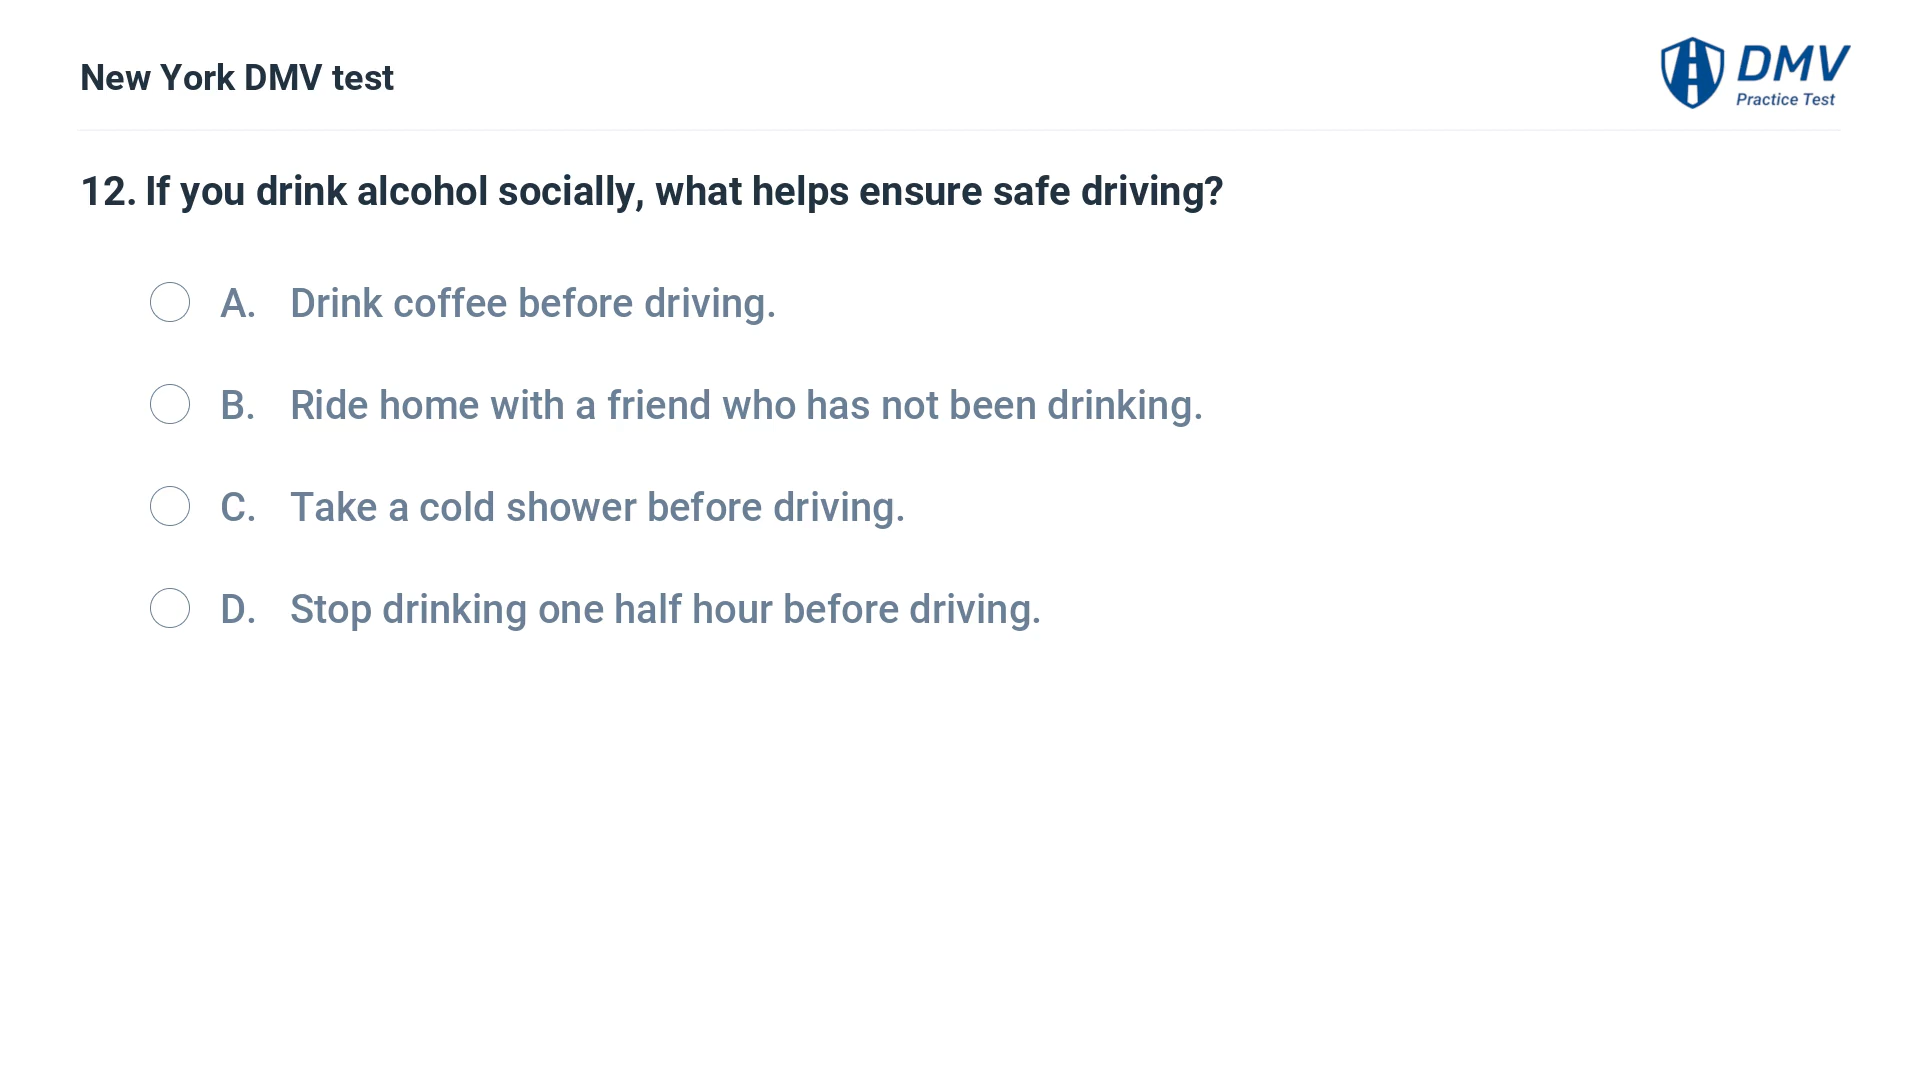 New York DMV test
DMV
Practice Test
12. If you drink alcohol socially, what helps ensure safe driving?
A. Drink coffee before driving.
B. Ride home with a friend who has not been drinking.
C. Take a cold shower before driving.
D. Stop drinking one half hour before driving.